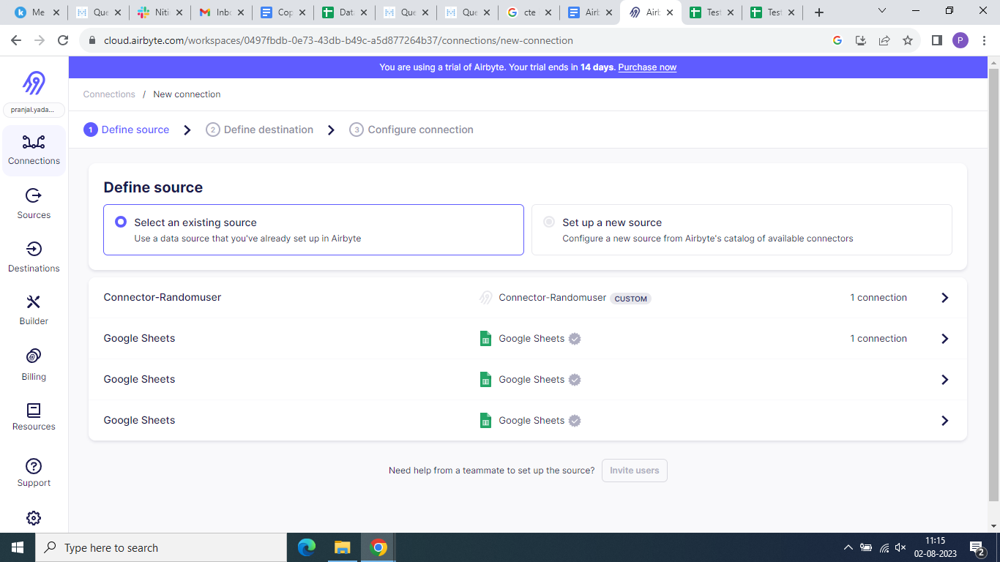 Me
Que
Niti
Inbo
Cop
Data
Que
Que
cte
Airb
Airb
Test
Test
cloud.airbyte.com/workspaces/0497fbdb-0e73-43db-b49c-a5d877264b37/connections/new-connection
P
You are using a trial of Airbyte. Your trial ends in 14 days. Purchase now
Connections / New connection
pranjal.yada...
1 Define source 2 Define destination 3 Configure connection
Connections
Sources
Destinations
Builder
Billing
Resources
Support
Define source
Select an existing source
Use a data source that you've already set up in Airbyte
Set up a new source
Configure a new source from Airbyte's catalog of available connectors
Connector-Randomuser Connector-Randomuser CUSTOM 1 connection
Google Sheets Google Sheets 1 connection
Google Sheets Google Sheets
Google Sheets Google Sheets
Need help from a teammate to set up the source? Invite users
Type here to search
11:15
02-08-2023
2